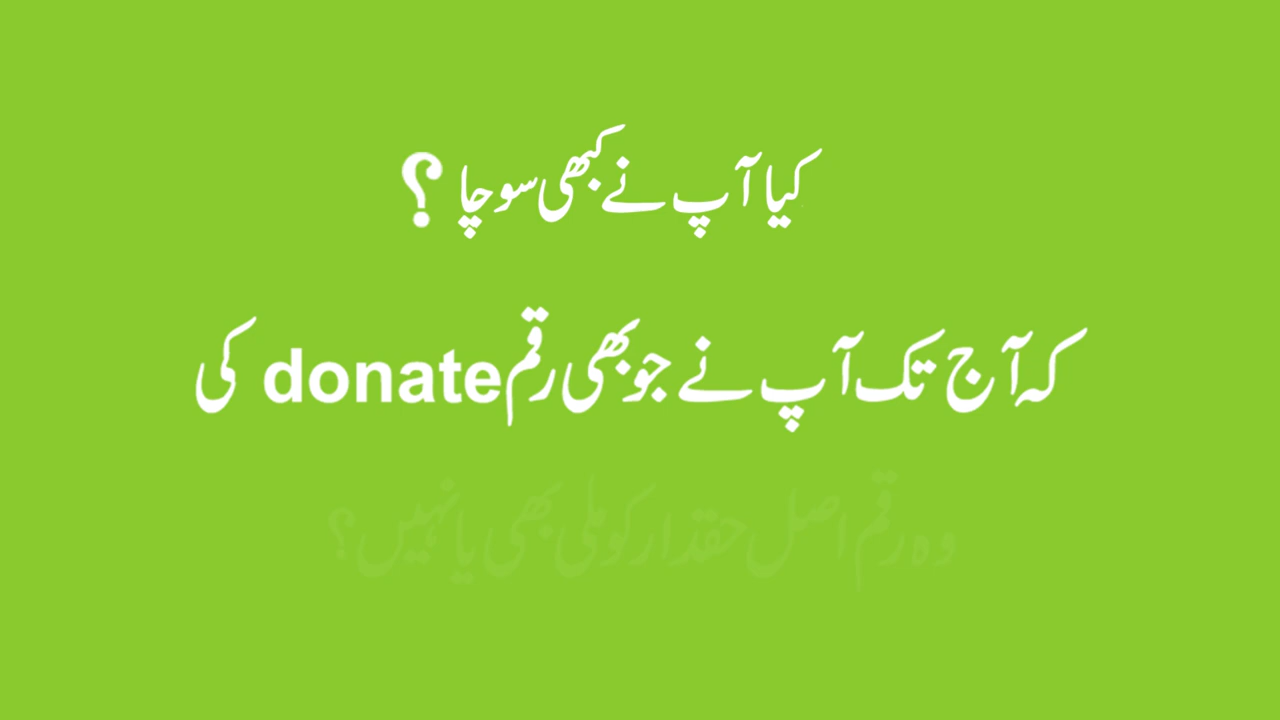 کیا آپ نے کبھی سوچا ؟
کہ آج تک آپ نے جو بھی رقم donate کی
وہ رقم اصل حقدار کو ملی بھی یا نہیں؟